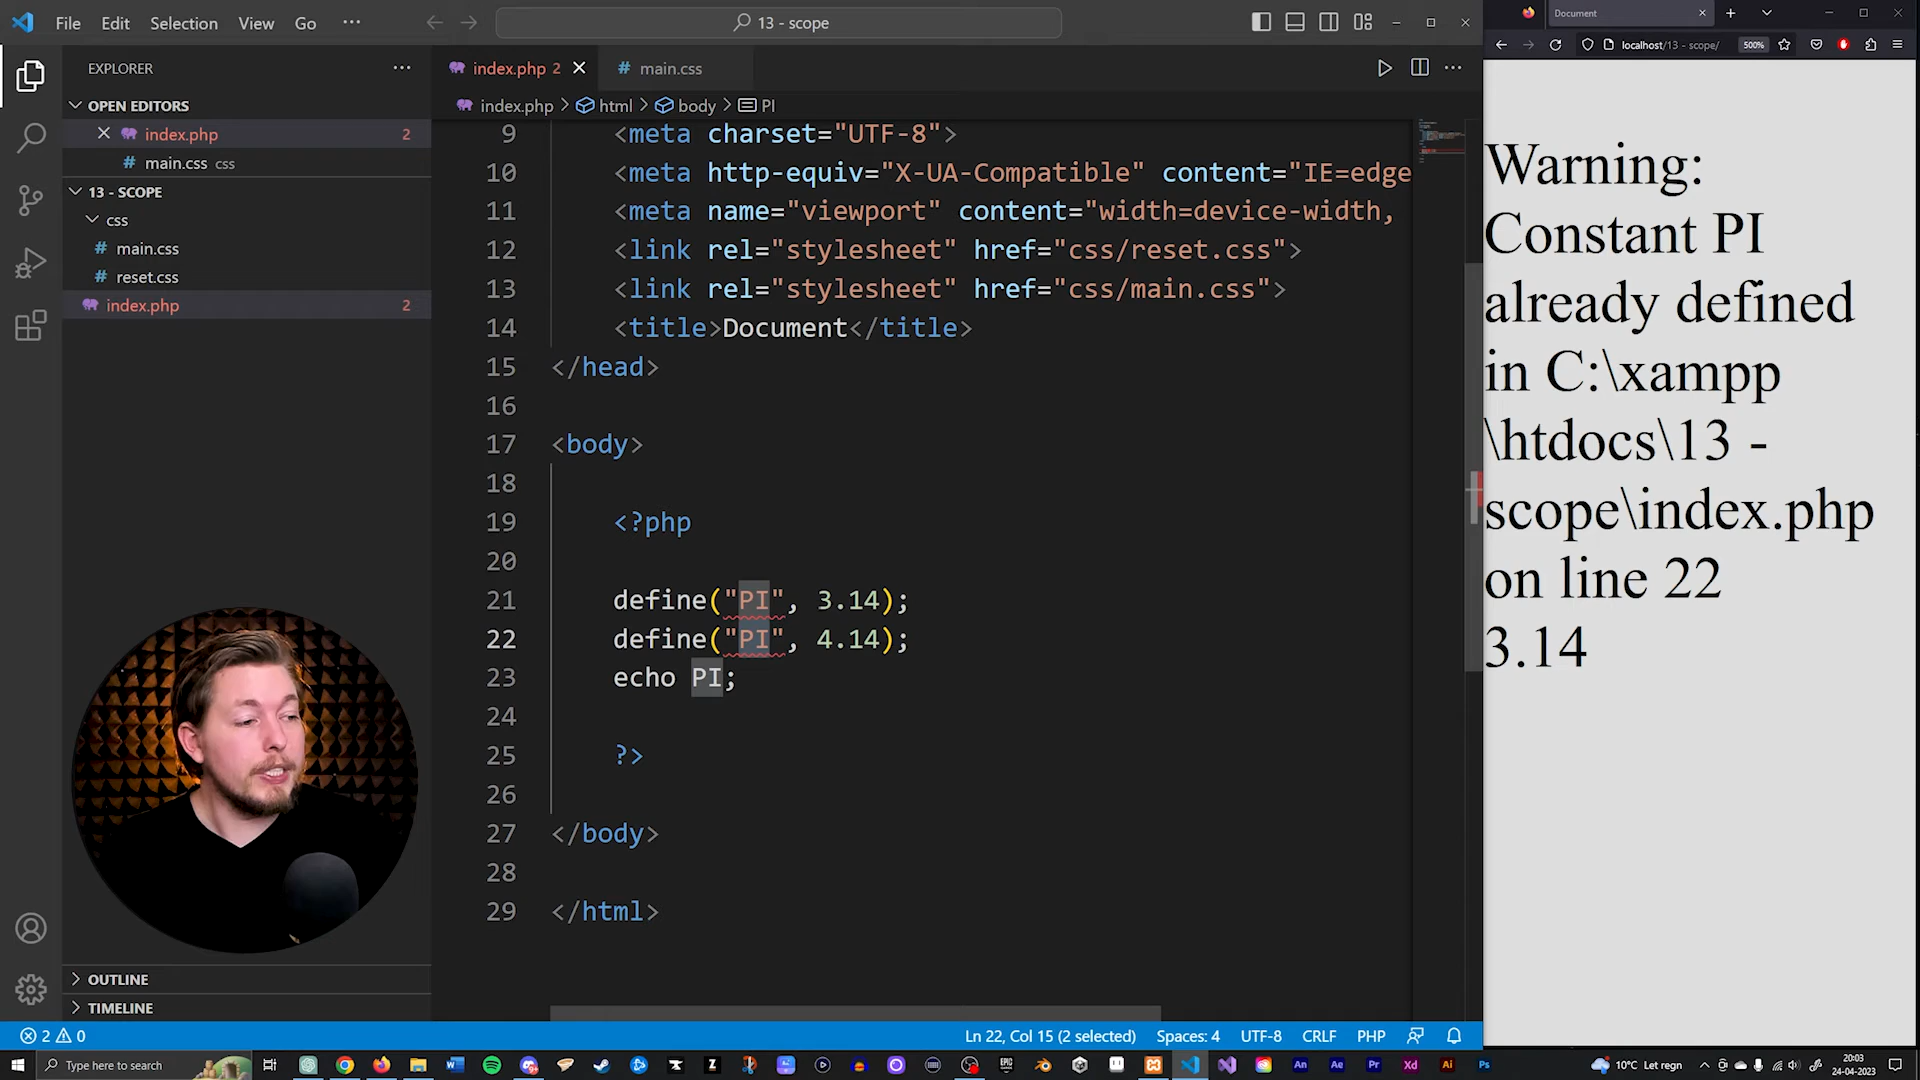 File Edit Selection View Go ··· 13 - scope
EXPLORER
OPEN EDITORS
index.php 2
main.css css
13 - SCOPE
css
main.css
reset.css
index.php 2
OUTLINE
TIMELINE
index.php 2 main.css
index.php > html > body > PI
9 <meta charset="UTF-8">
10 <meta http-equiv="X-UA-Compatible" content="IE=edge
11 <meta name="viewport" content="width=device-width,
12 <link rel="stylesheet" href="css/reset.css">
13 <link rel="stylesheet" href="css/main.css">
14 <title>Document</title>
15 </head>
16
17 <body>
18
19 <?php
20
21 define("PI", 3.14);
22 define("PI", 4.14);
23 echo PI;
24
25 ?>
26
27 </body>
28
29 </html>
Document
localhost/13 - scope/ 500%
Warning:
Constant PI
already defined
in C:\xampp
\htdocs\13 -
scope\index.php
on line 22
3.14
2 0 Ln 22, Col 15 (2 selected) Spaces: 4 UTF-8 CRLF PHP
Type here to search
An Ae Pr Xd Ai Ps
10°C Let regn
20:03
24-04-2023